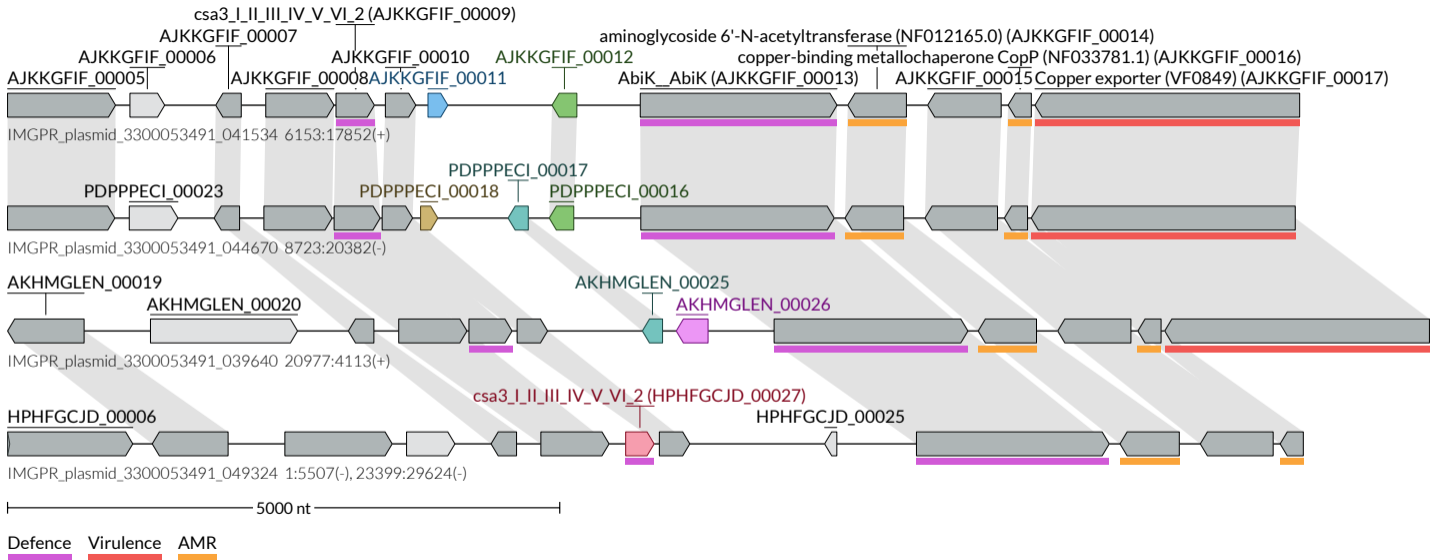 csa3_I_II_III_IV_V_VI_2 (AJKKGFIF_00009)
AJKKGFIF_00007 aminoglycoside 6'-N-acetyltransferase (NF012165.0) (AJKKGFIF_00014)
AJKKGFIF_00006 AJKKGFIF_00010 AJKKGFIF_00012 copper-binding metallochaperone CopP (NF033781.1) (AJKKGFIF_00016)
AJKKGFIF_00005 AJKKGFIF_00008 AJKKGFIF_00011 AbiK__AbiK (AJKKGFIF_00013) AJKKGFIF_00015 Copper exporter (VF0849) (AJKKGFIF_00017)
IMGPR_plasmid_3300053491_041534 6153:17852(+)
PDPPPECI_00017
PDPPPECI_00023 PDPPPECI_00018 PDPPPECI_00016
IMGPR_plasmid_3300053491_044670 8723:20382(-)
AKHMGLEN_00019 AKHMGLEN_00025
AKHMGLEN_00020 AKHMGLEN_00026
IMGPR_plasmid_3300053491_039640 20977:4113(+)
csa3_I_II_III_IV_V_VI_2 (HPHFGCJD_00027)
HPHFGCJD_00006 HPHFGCJD_00025
IMGPR_plasmid_3300053491_049324 1:5507(-), 23399:29624(-)
5000 nt
Defence Virulence AMR